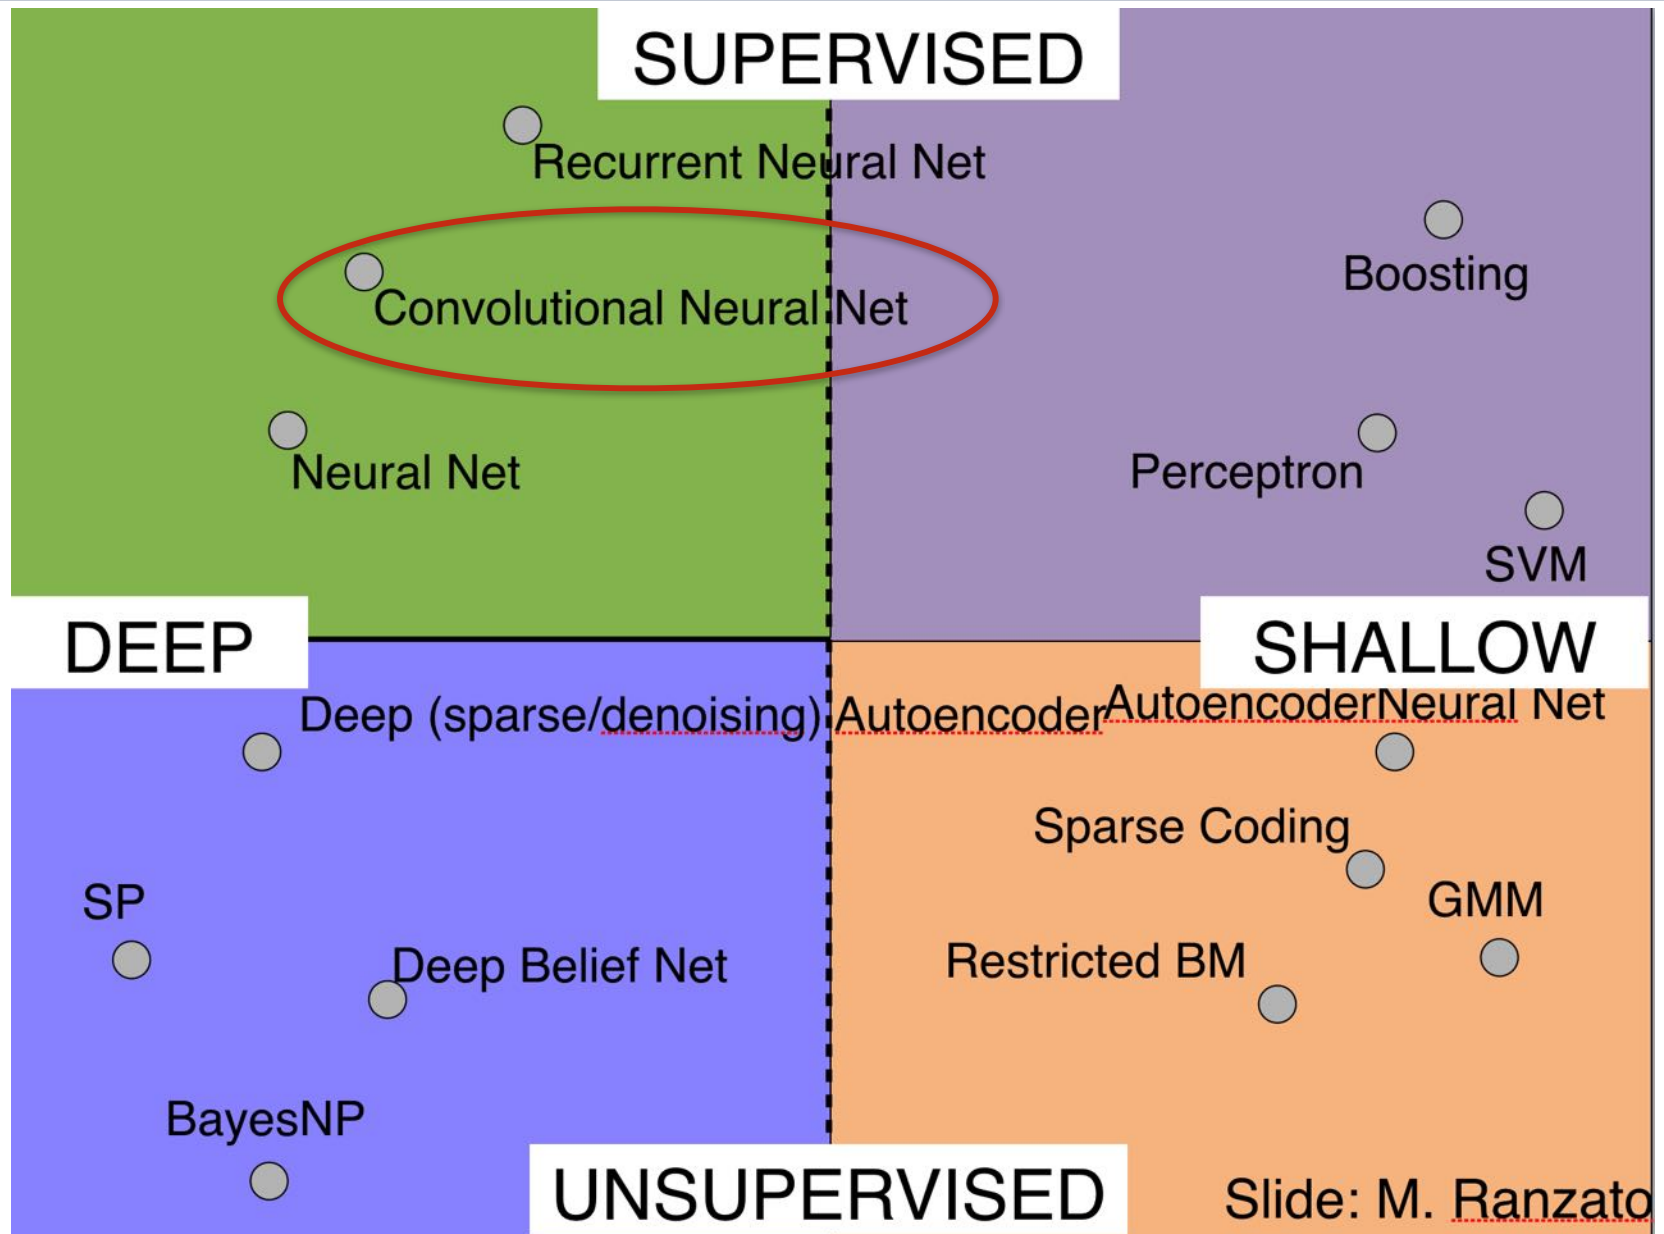 SUPERVISED
Recurrent Neural Net
Boosting
Convolutional Neural Net
Neural Net
Perceptron
SVM
DEEP
SHALLOW
Deep (sparse/denoising) Autoencoder
AutoencoderNeural Net
Sparse Coding
SP
GMM
Deep Belief Net
Restricted BM
BayesNP
UNSUPERVISED
Slide: M. Ranzato